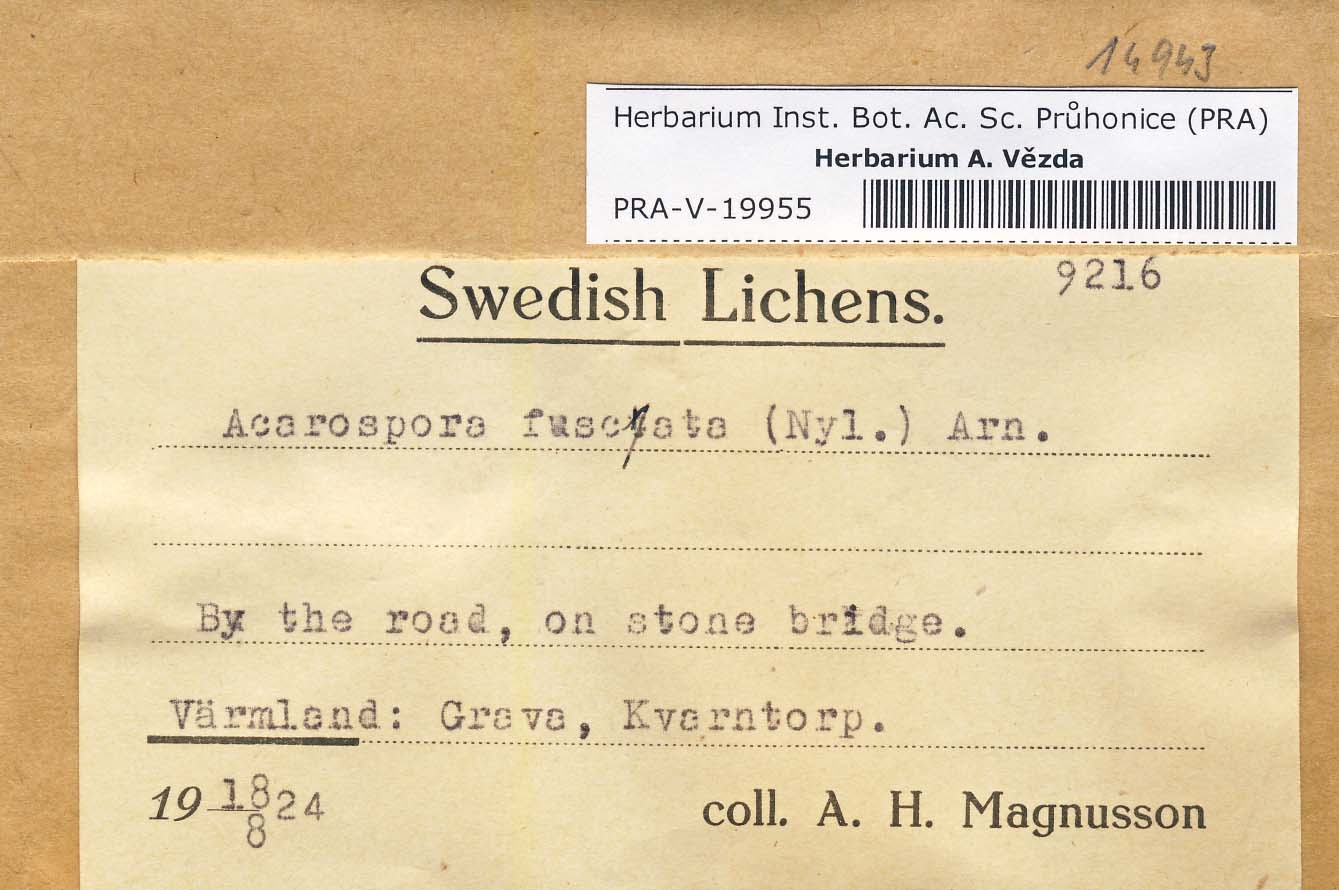 14943
Herbarium Inst. Bot. Ac. Sc. Průhonice (PRA)
Herbarium A. Vězda
PRA-V-19955
Swedish Lichens.
9216
Acarospora fuscata (Nyl.) Arn.
By the road, on stone bridge.
Värmland: Grava, Kvarntorp.
19 18/8 24
coll. A. H. Magnusson